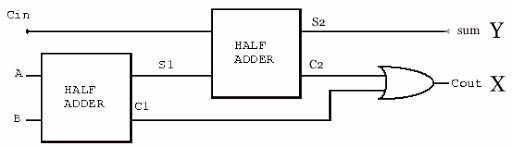 Cin
S2
sum Y
HALF
ADDER
A
S1
C2
HALF
ADDER
Cout X
C1
B